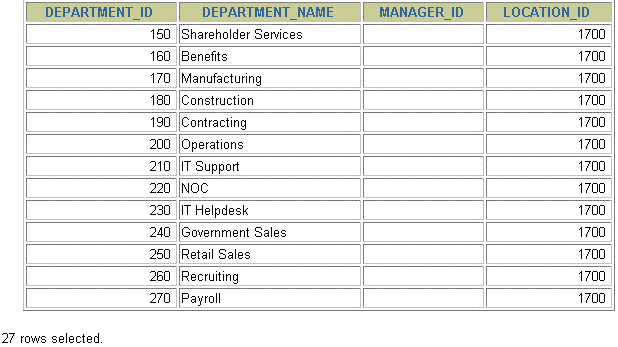 DEPARTMENT_ID DEPARTMENT_NAME MANAGER_ID LOCATION_ID
150 Shareholder Services 1700
160 Benefits 1700
170 Manufacturing 1700
180 Construction 1700
190 Contracting 1700
200 Operations 1700
210 IT Support 1700
220 NOC 1700
230 IT Helpdesk 1700
240 Government Sales 1700
250 Retail Sales 1700
260 Recruiting 1700
270 Payroll 1700
27 rows selected.